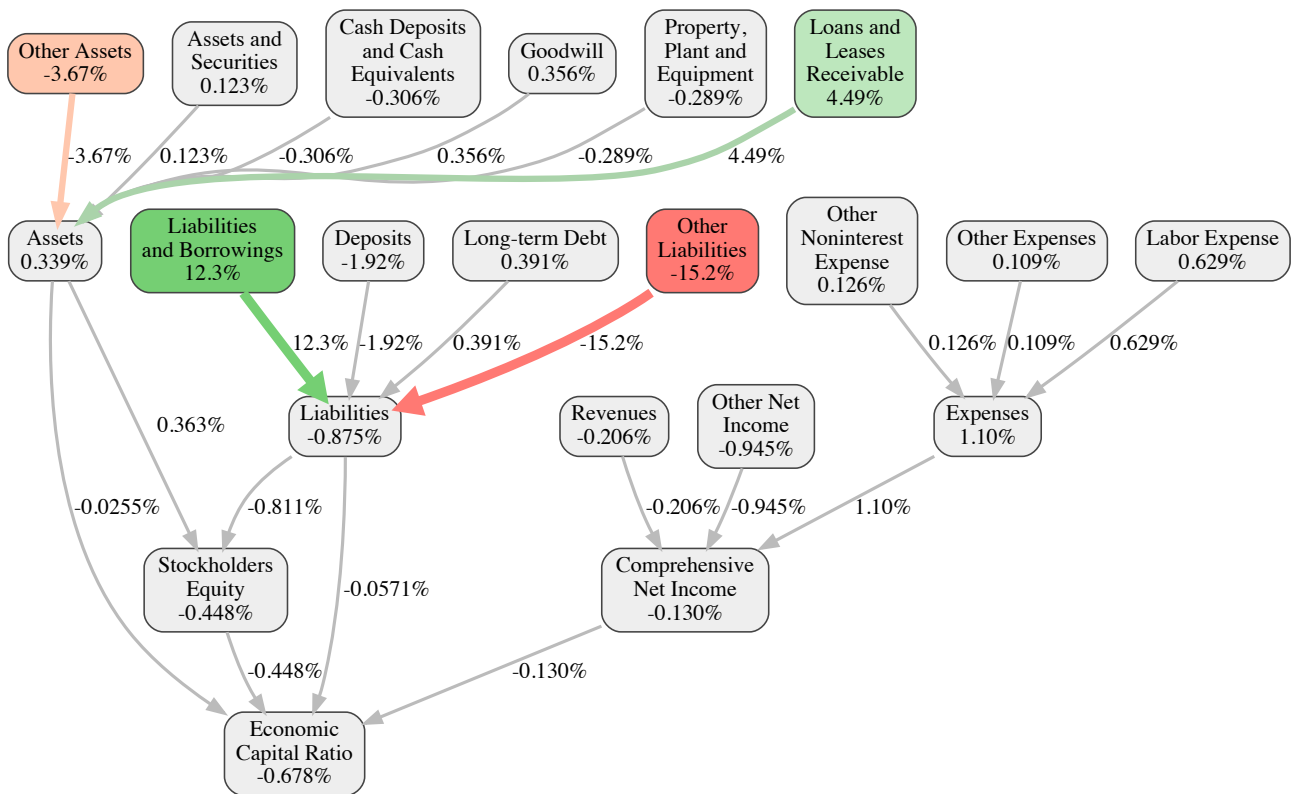 Other Assets
-3.67%
Assets and
Securities
0.123%
Cash Deposits
and Cash
Equivalents
-0.306%
Goodwill
0.356%
Property,
Plant and
Equipment
-0.289%
Loans and
Leases
Receivable
4.49%
-3.67%
0.123%
-0.306%
0.356%
-0.289%
4.49%
Assets
0.339%
Liabilities
and Borrowings
12.3%
Deposits
-1.92%
Long-term Debt
0.391%
Other
Liabilities
-15.2%
Other
Noninterest
Expense
0.126%
Other Expenses
0.109%
Labor Expense
0.629%
12.3%
-1.92%
0.391%
-15.2%
0.126%
0.109%
0.629%
Liabilities
-0.875%
Revenues
-0.206%
Other Net
Income
-0.945%
Expenses
1.10%
0.363%
-0.0255%
-0.811%
-0.206%
-0.945%
1.10%
Stockholders
Equity
-0.448%
-0.0571%
Comprehensive
Net Income
-0.130%
-0.448%
-0.130%
Economic
Capital Ratio
-0.678%